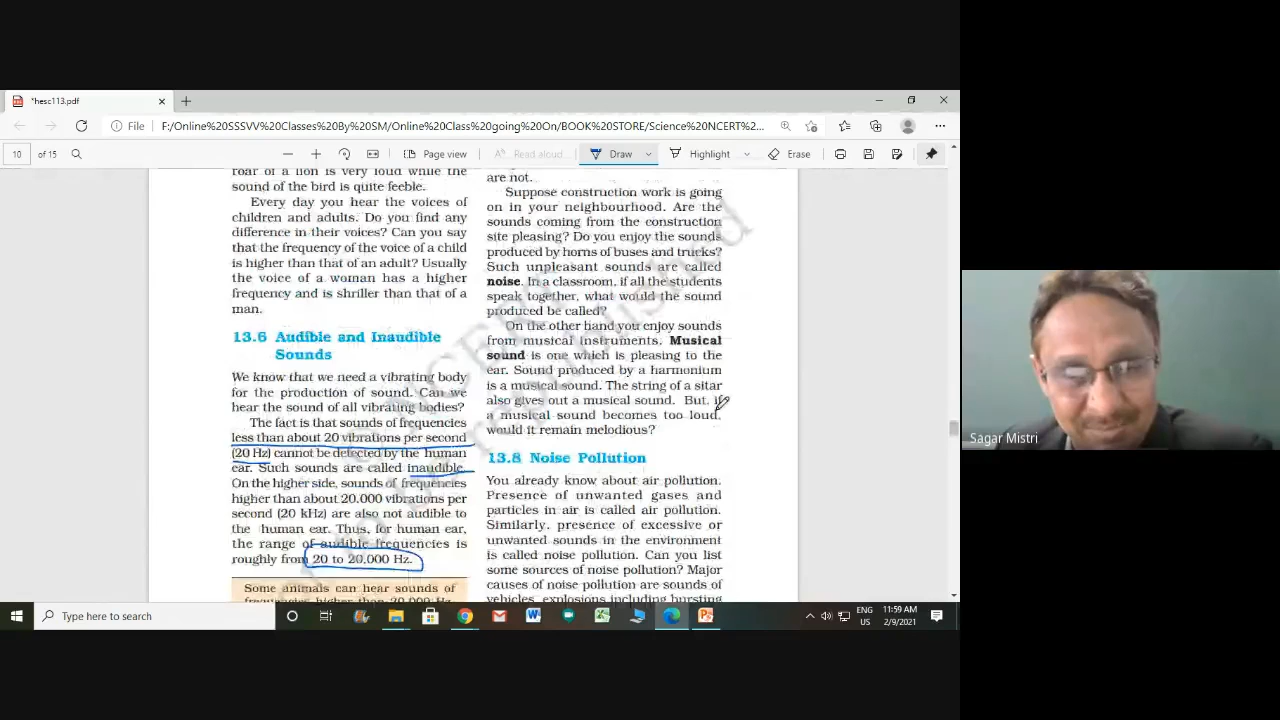 *hesc113.pdf
File
F:/Online%20SSSVV%20Classes%20By%20SM/Online%20Class%20going%20On/BOOK%20STORE/Science%20NCERT%2...
10 of 15
Page view
Read aloud
Draw
Highlight
Erase
roar of a lion is very loud while the
sound of the bird is quite feeble.
Every day you hear the voices of
children and adults. Do you find any
difference in their voices? Can you say
that the frequency of the voice of a child
is higher than that of an adult? Usually
the voice of a woman has a higher
frequency and is shriller than that of a
man.
13.6 Audible and Inaudible
Sounds
We know that we need a vibrating body
for the production of sound. Can we
hear the sound of all vibrating bodies?
The fact is that sounds of frequencies
less than about 20 vibrations per second
(20 Hz) cannot be detected by the human
ear. Such sounds are called inaudible.
On the higher side, sounds of frequencies
higher than about 20,000 vibrations per
second (20 kHz) are also not audible to
the human ear. Thus, for human ear,
the range of audible frequencies is
roughly from 20 to 20,000 Hz.
Some animals can hear sounds of
frequencies higher than 20,000 Hz
are not.
Suppose construction work is going
on in your neighbourhood. Are the
sounds coming from the construction
site pleasing? Do you enjoy the sounds
produced by horns of buses and trucks?
Such unpleasant sounds are called
noise. In a classroom, if all the students
speak together, what would the sound
produced be called?
On the other hand you enjoy sounds
from musical instruments. Musical
sound is one which is pleasing to the
ear. Sound produced by a harmonium
is a musical sound. The string of a sitar
also gives out a musical sound. But, if
a musical sound becomes too loud,
would it remain melodious?
13.8 Noise Pollution
You already know about air pollution.
Presence of unwanted gases and
particles in air is called air pollution.
Similarly, presence of excessive or
unwanted sounds in the environment
is called noise pollution. Can you list
some sources of noise pollution? Major
causes of noise pollution are sounds of
vehicles, explosions including bursting
© NCERT
not to be republished
Sagar Mistri
Type here to search
ENG
US
11:59 AM
2/9/2021